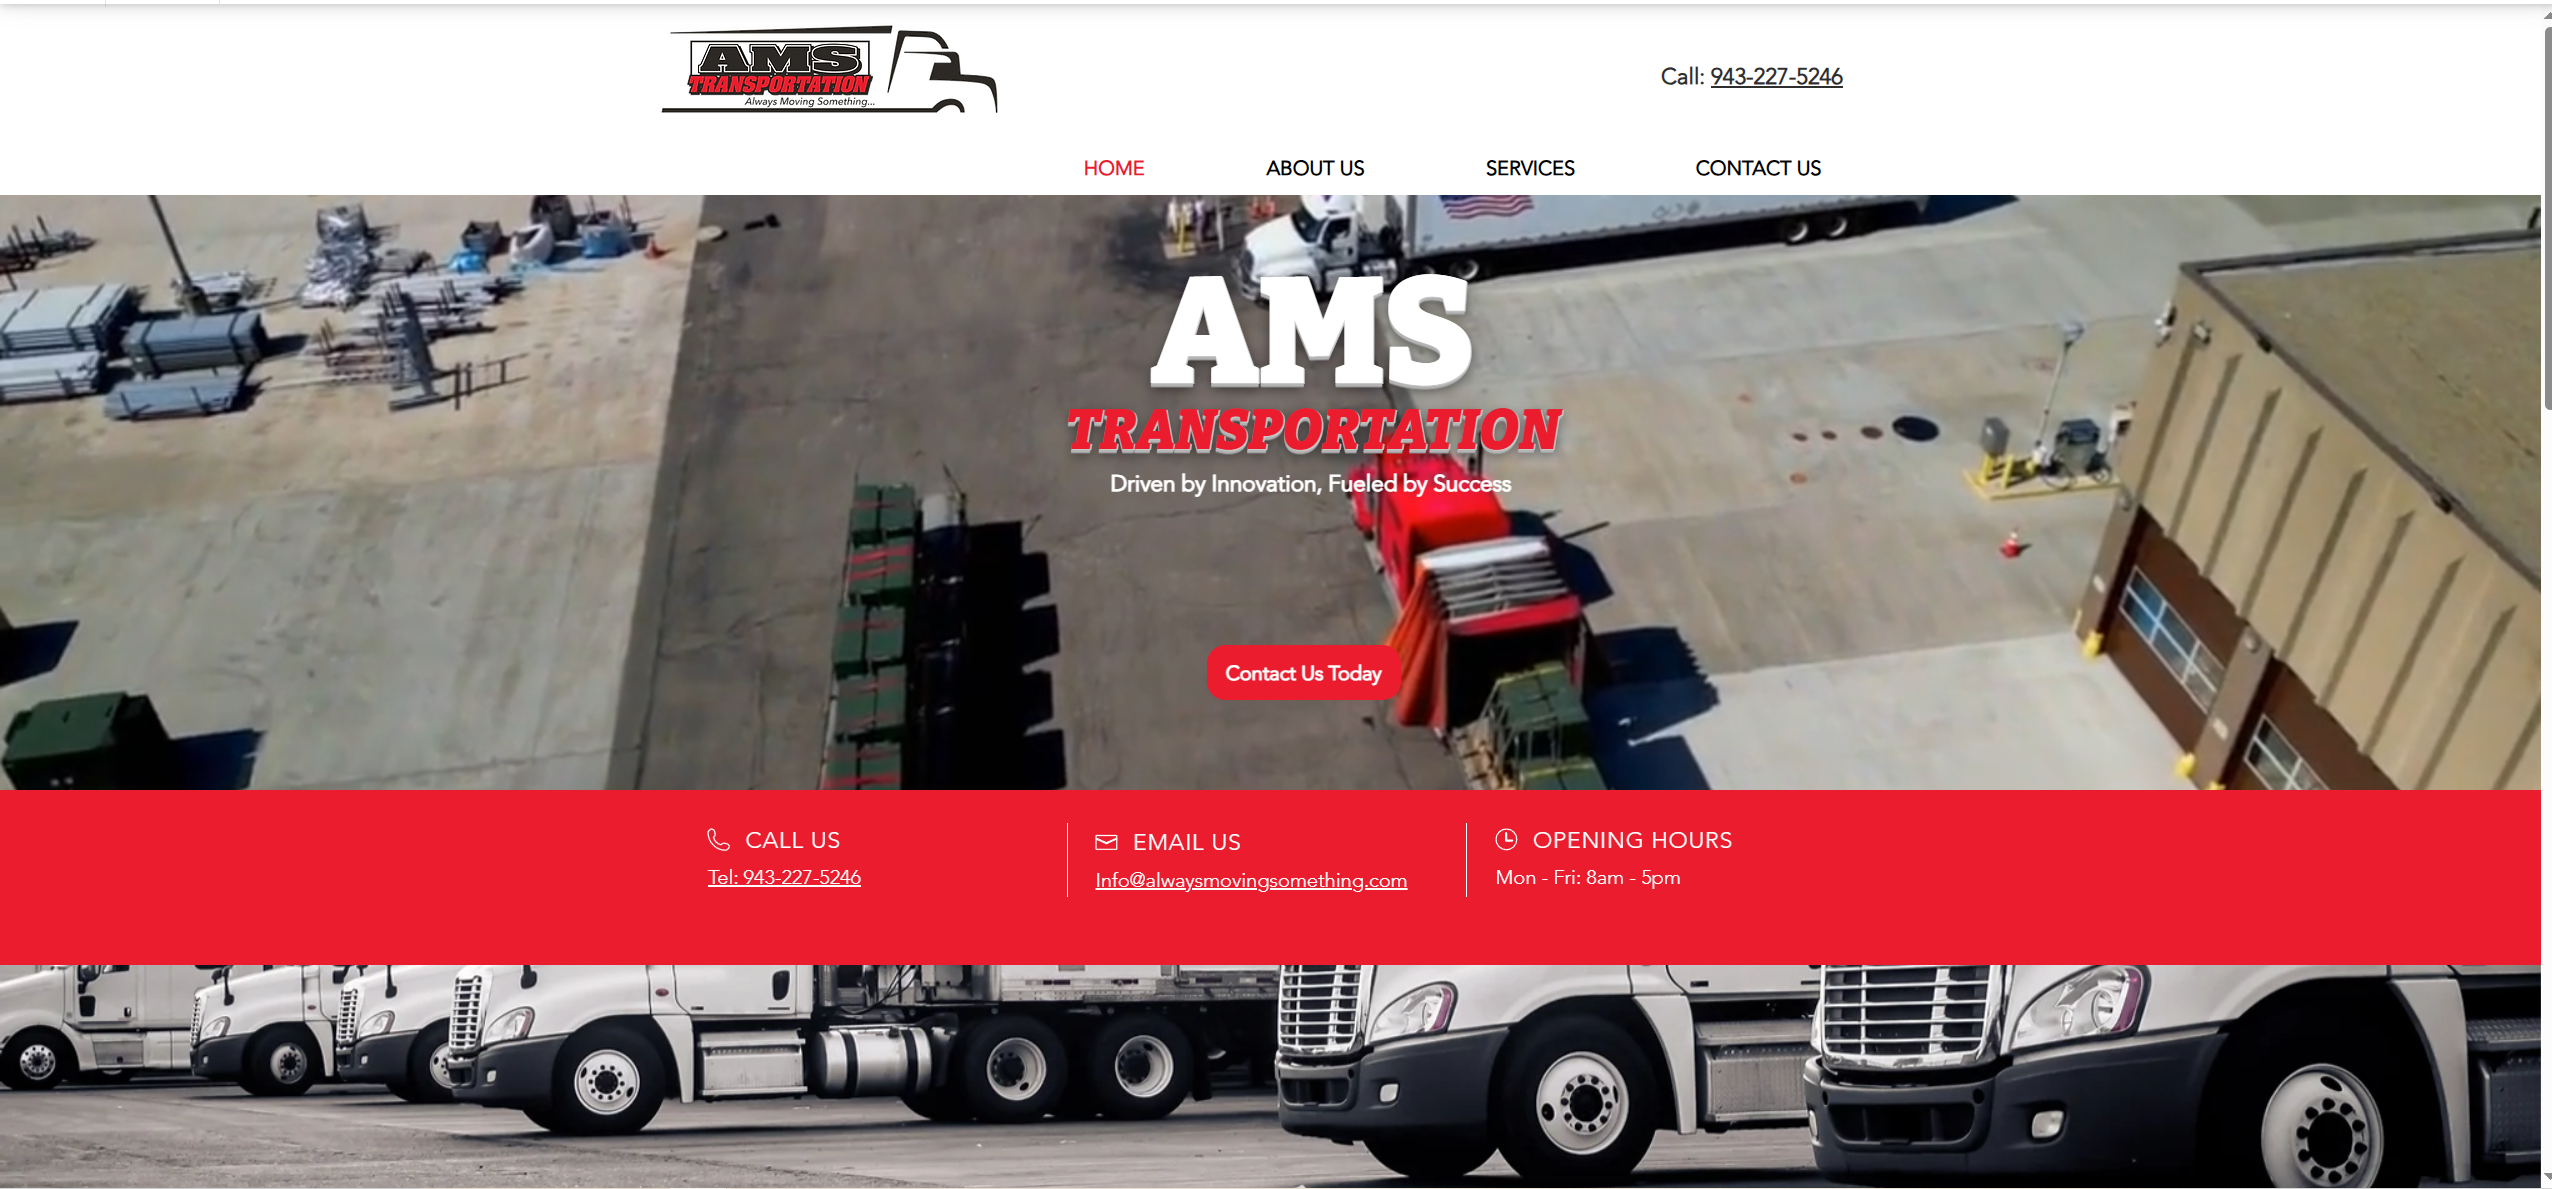 AMS
TRANSPORTATION
Always Moving Something...
Call: 943-227-5246
HOME
ABOUT US
SERVICES
CONTACT US
AMS
TRANSPORTATION
Driven by Innovation, Fueled by Success
Contact Us Today
CALL US
Tel: 943-227-5246
EMAIL US
Info@alwaysmovingsomething.com
OPENING HOURS
Mon - Fri: 8am - 5pm